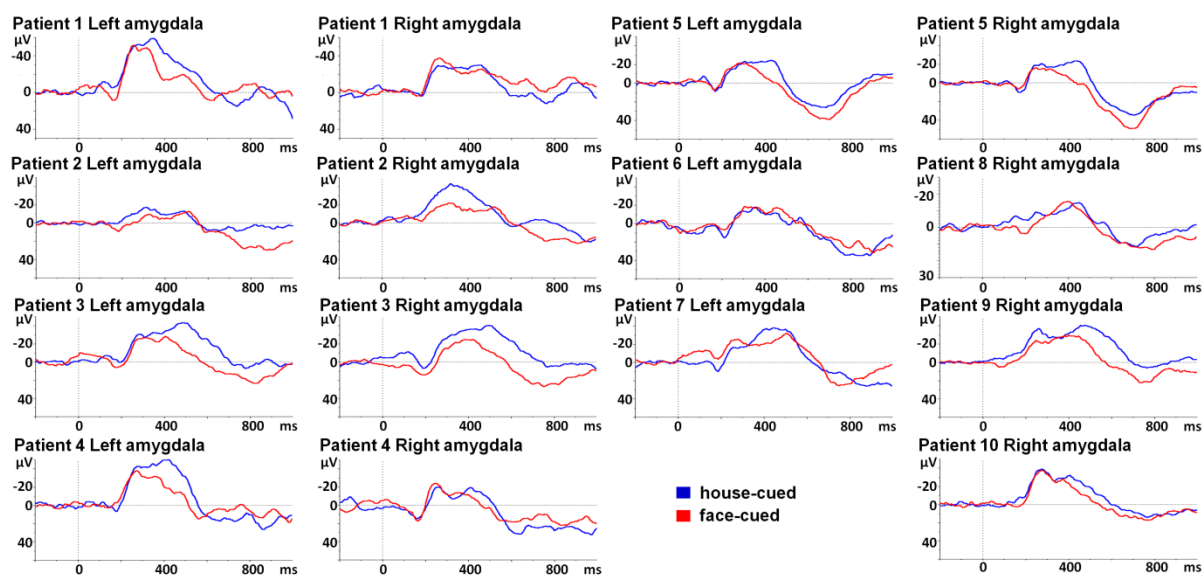 Patient 1 Left amygdala
µV
-40
0
40
0 400 800 ms
Patient 1 Right amygdala
µV
-40
0
40
0 400 800 ms
Patient 5 Left amygdala
µV
-20
0
40
0 400 800 ms
Patient 5 Right amygdala
µV
-20
0
40
0 400 800 ms
Patient 2 Left amygdala
µV
-20
0
40
0 400 800 ms
Patient 2 Right amygdala
µV
-20
0
40
0 400 800 ms
Patient 6 Left amygdala
µV
-20
0
40
0 400 800 ms
Patient 8 Right amygdala
µV
-20
0
30
0 400 800 ms
Patient 3 Left amygdala
µV
-20
0
40
0 400 800 ms
Patient 3 Right amygdala
µV
-20
0
40
0 400 800 ms
Patient 7 Left amygdala
µV
-20
0
40
0 400 800 ms
Patient 9 Right amygdala
µV
-20
0
40
0 400 800 ms
Patient 4 Left amygdala
µV
-20
0
40
0 400 800 ms
Patient 4 Right amygdala
µV
-20
0
40
0 400 800 ms
house-cued
face-cued
Patient 10 Right amygdala
µV
-20
0
40
0 400 800 ms